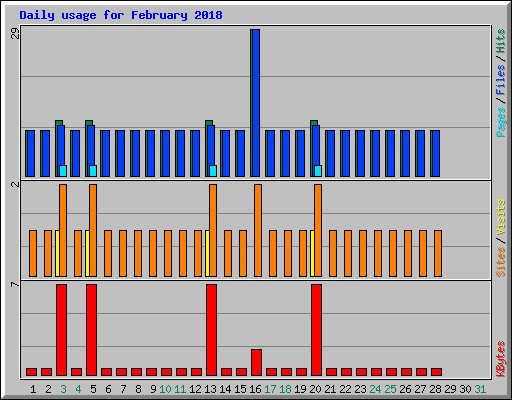 Daily usage for February 2018
29
Pages / Files / Hits
2
Sites / Visits
7
KBytes
1 2 3 4 5 6 7 8 9 10 11 12 13 14 15 16 17 18 19 20 21 22 23 24 25 26 27 28 29 30 31